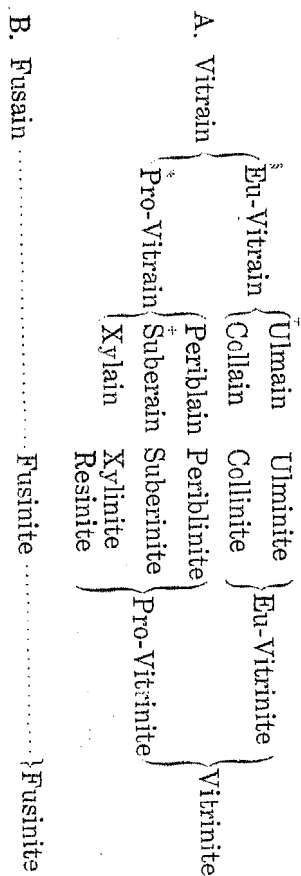 Ulmain Ulminite
Eu-Vitrain Eu-Vitrinite
Collain Collinite
Vitrinite
A. Vitrain
Periblain Periblinite
Pro-Vitrain Suberain Suberinite Pro-Vitrinite
Xylain Xylinite
Resinite
B. Fusain .................... Fusinite ............ }Fusinite